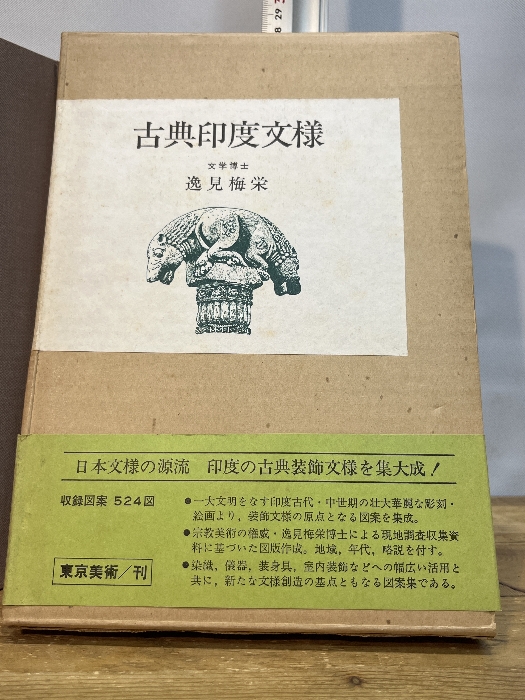 29
8
古典印度文様
文学博士
逸見梅栄
日本文様の源流 印度の古典装飾文様を集大成!
収録図案 524図
●一大文明をなす印度古代・中世期の壮大華麗な彫刻・
絵画より,装飾文様の原点となる図案を集成。
●宗教美術の権威・逸見梅栄博士による現地調査収集資
料に基づいた図版作成。地域,年代,略説を付す。
●染織,儀器,装身具,室内装飾などへの幅広い活用と
共に,新たな文様創造の基点ともなる図案集である。
東京美術/刊